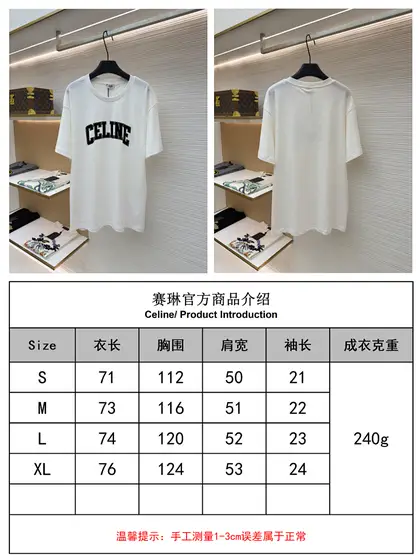 CELINE
赛琳官方商品介绍
Celine/ Product Introduction
Size 衣长 胸围 肩宽 袖长 成衣克重
S 71 112 50 21
M 73 116 51 22
L 74 120 52 23
XL 76 124 53 24
240g
温馨提示：手工测量1-3cm误差属于正常